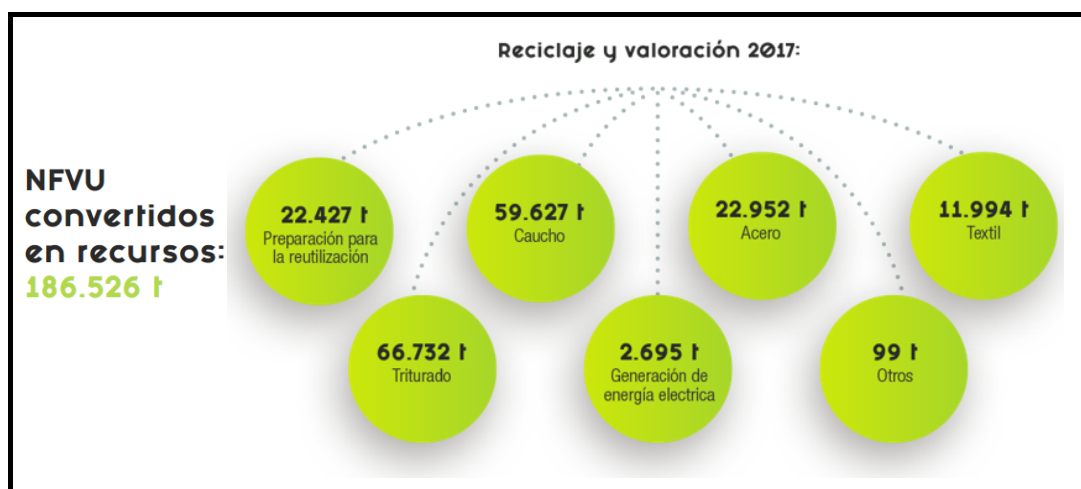 Reciclaje y valoración 2017:
NFVU
convertidos
en recursos:
186.526 t
22.427 t
Preparación para
la reutilización
59.627 t
Caucho
22.952 t
Acero
11.994 t
Textil
66.732 t
Triturado
2.695 t
Generación de
energía electrica
99 t
Otros